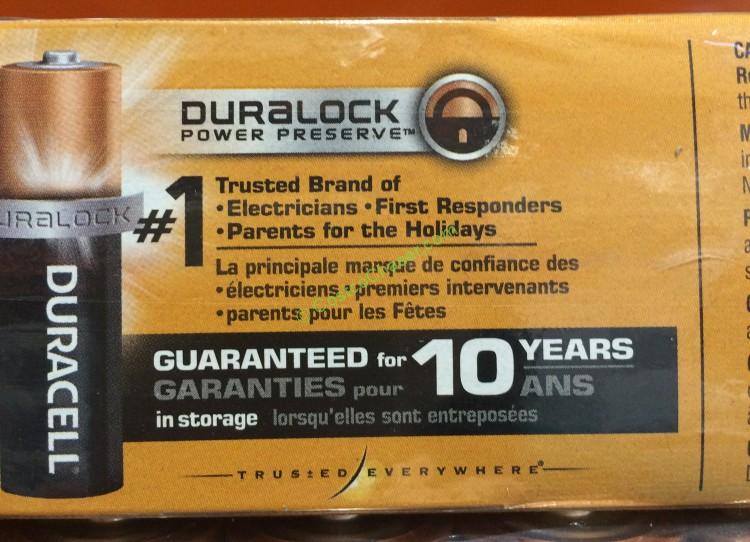 DURALOCK
POWER PRESERVE™
DURALOCK
DURACELL
#1
Trusted Brand of
•Electricians •First Responders
•Parents for the Holidays
La principale marque de confiance des
•électriciens •premiers intervenants
•parents pour les Fêtes
GUARANTEED for 10 YEARS
GARANTIES pour ANS
in storage lorsqu'elles sont entreposées
TRUSTED EVERYWHERE®